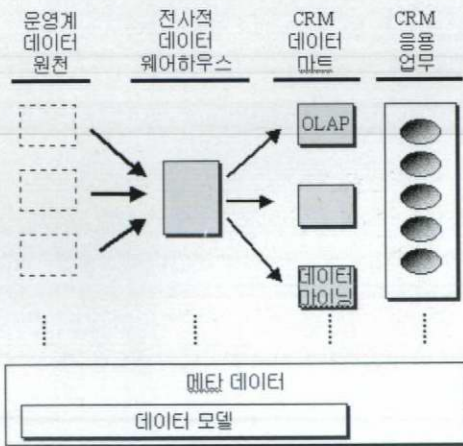 운영계
데이터
원천
전사적
데이터
웨어하우스
CRM
데이터
마트
CRM
응용
업무
OLAP
데이터
마이닝
메타 데이터
데이터 모델